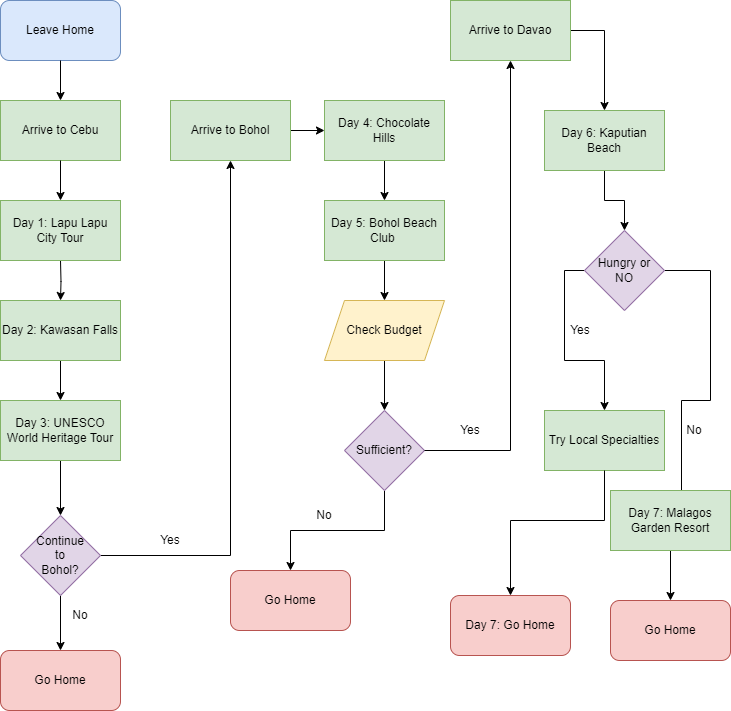 Leave Home
Arrive to Cebu
Day 1: Lapu Lapu
City Tour
Day 2: Kawasan Falls
Day 3: UNESCO
World Heritage Tour
Continue
to
Bohol?
Yes
No
Go Home
Arrive to Bohol
Day 4: Chocolate
Hills
Day 5: Bohol Beach
Club
Check Budget
Sufficient?
Yes
No
Go Home
Arrive to Davao
Day 6: Kaputian
Beach
Hungry or
NO
Yes
No
Try Local Specialties
Day 7: Go Home
Day 7: Malagos
Garden Resort
Go Home